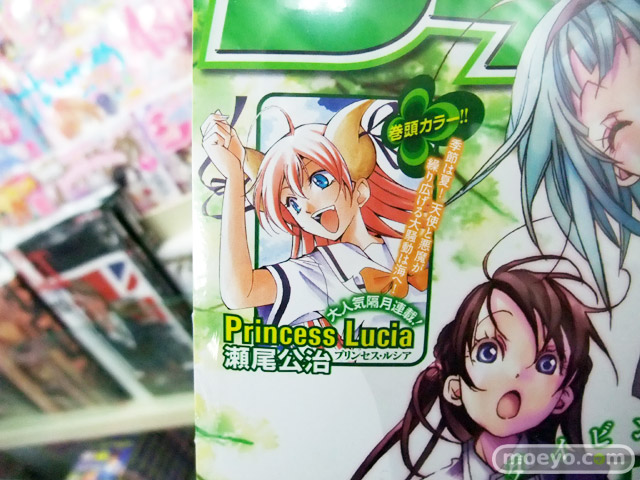 巻頭カラー!!
季節は夏!天使と悪魔が
繰り広げる大騒動は海へ
大人気隔月連載!
Princess Lucia
瀬尾公治
プリンセス・ルシア
moeyo.com